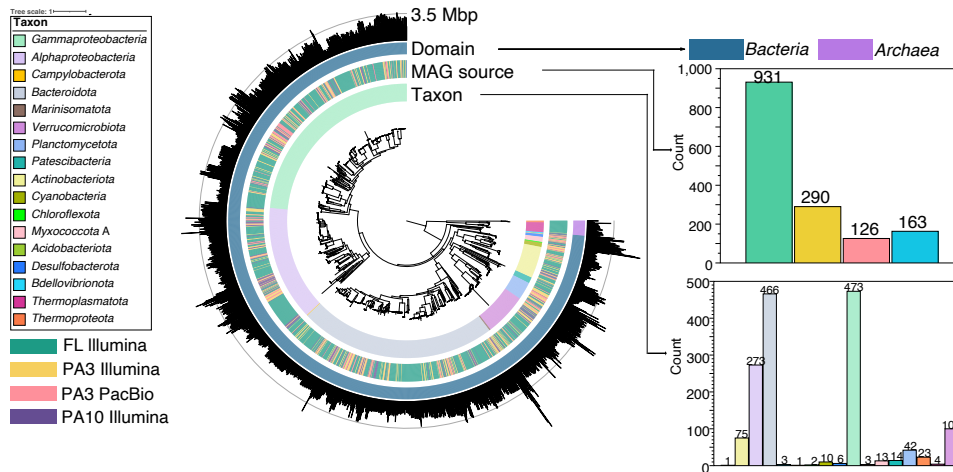 Tree scale: 1
Taxon
Gammaproteobacteria
Alphaproteobacteria
Campylobacterota
Bacteroidota
Marinisomatota
Verrucomicrobiota
Planctomycetota
Patescibacteria
Actinobacteriota
Cyanobacteria
Chloroflexota
Myxococcota A
Acidobacteriota
Desulfobacterota
Bdellovibrionota
Thermoplasmatota
Thermoproteota
FL Illumina
PA3 Illumina
PA3 PacBio
PA10 Illumina
3.5 Mbp
Domain
MAG source
Taxon
Bacteria
Archaea
1,000
800
600
400
200
0
Count
931
290
126
163
500
400
300
200
100
0
Count
1
75
273
466
3
1
2
10
6
473
3
13
14
42
23
4